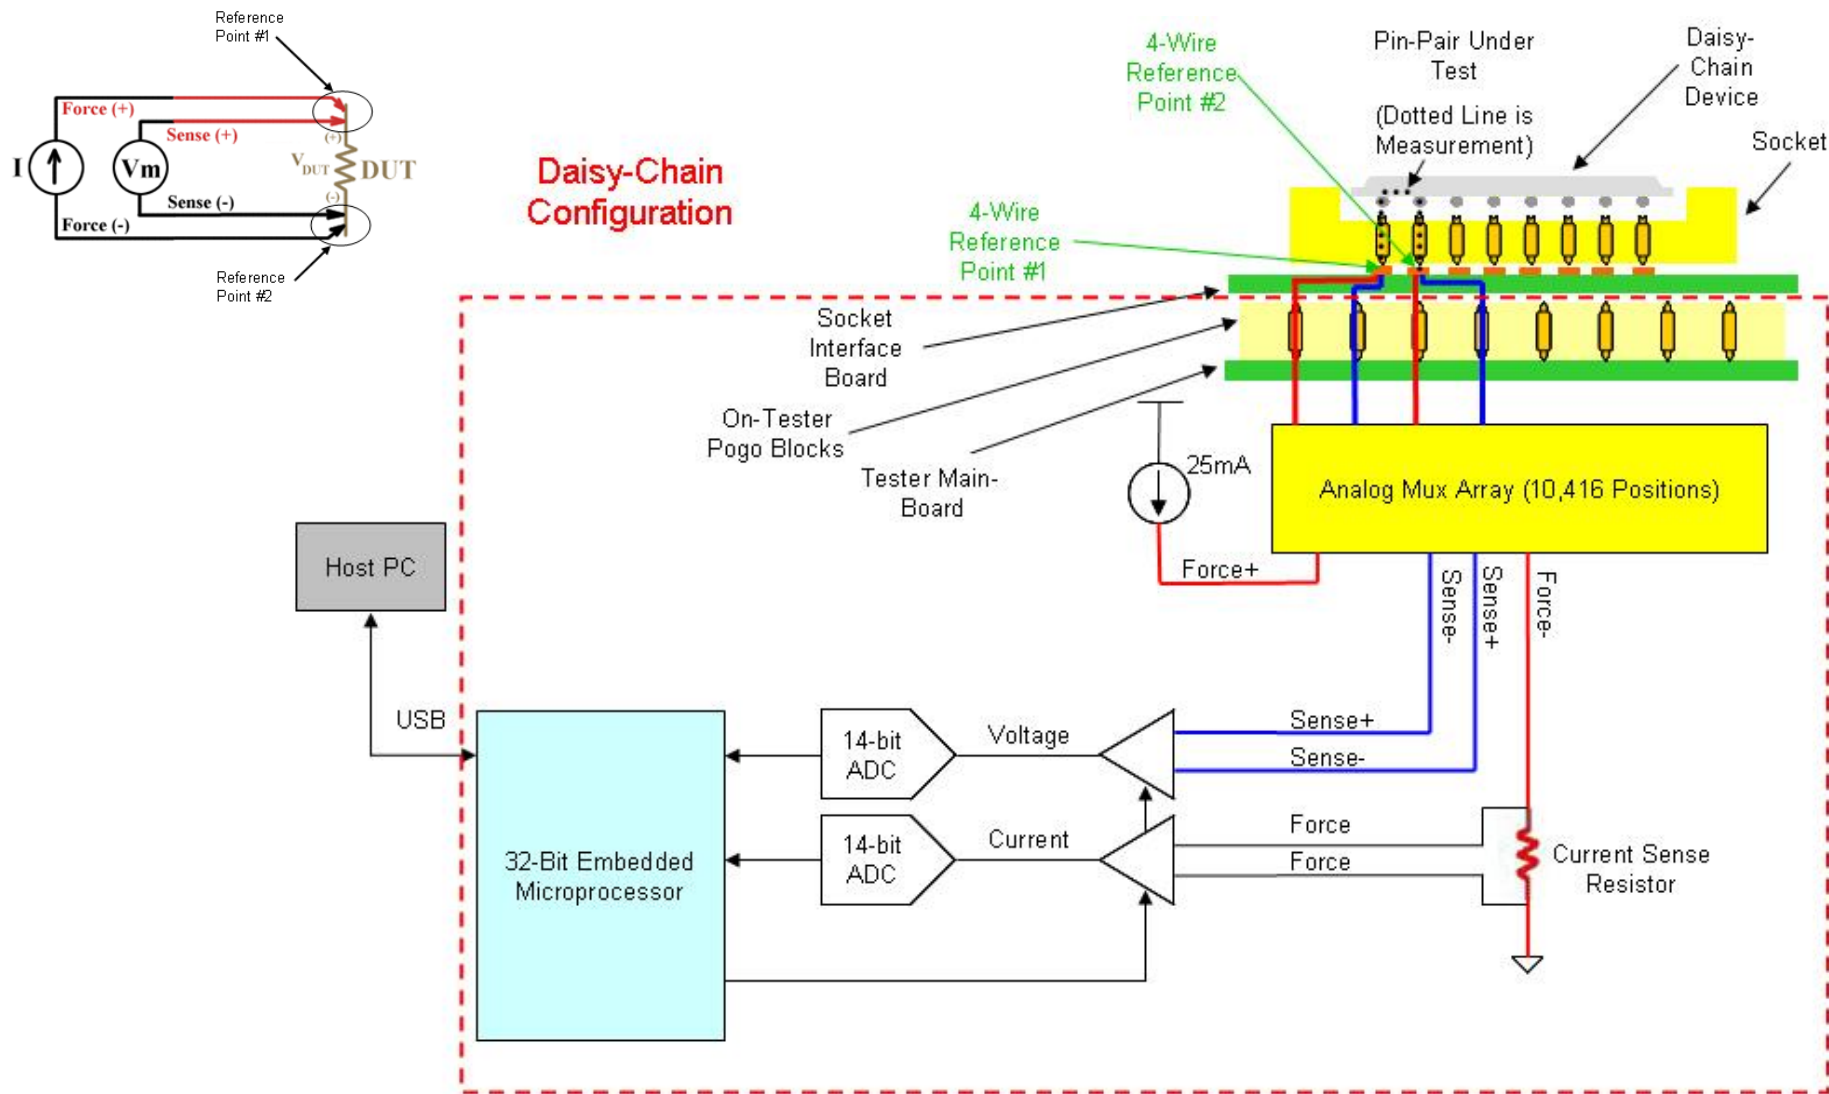 Reference
Point #1
Force (+)
Sense (+)
I
Vm
(+)
VDUT
DUT
(-)
Sense (-)
Force (-)
Reference
Point #2
Daisy-Chain
Configuration
4-Wire
Reference
Point #2
Pin-Pair Under
Test
(Dotted Line is
Measurement)
Daisy-
Chain
Device
Socket
4-Wire
Reference
Point #1
Socket
Interface
Board
On-Tester
Pogo Blocks
Tester Main-
Board
25mA
Analog Mux Array (10,416 Positions)
Force+
Sense-
Sense+
Force-
Host PC
USB
32-Bit Embedded
Microprocessor
14-bit
ADC
Voltage
Sense+
Sense-
14-bit
ADC
Current
Force
Force
Current Sense
Resistor